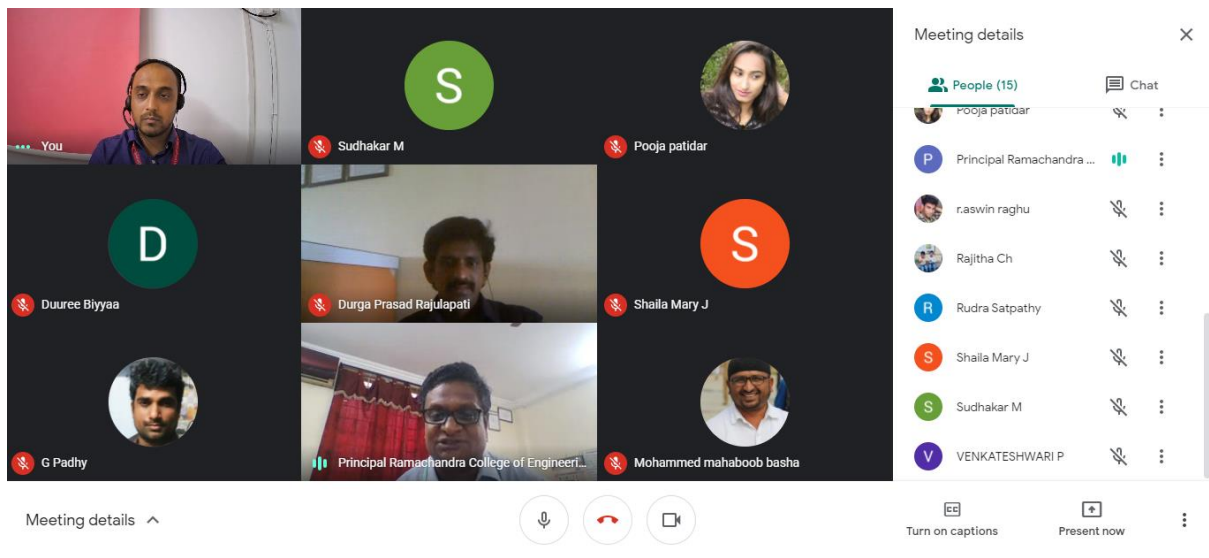 You
S
Sudhakar M
Pooja patidar
D
Duuree Biyyaa
Durga Prasad Rajulapati
S
Shaila Mary J
G Padhy
Principal Ramachandra College of Engineeri...
Mohammed mahaboob basha
Meeting details
People (15)
Chat
Pooja patidar
P
Principal Ramachandra ...
r.aswin raghu
Rajitha Ch
R
Rudra Satpathy
S
Shaila Mary J
S
Sudhakar M
V
VENKATESHWARI P
Meeting details
CC
Turn on captions
Present now